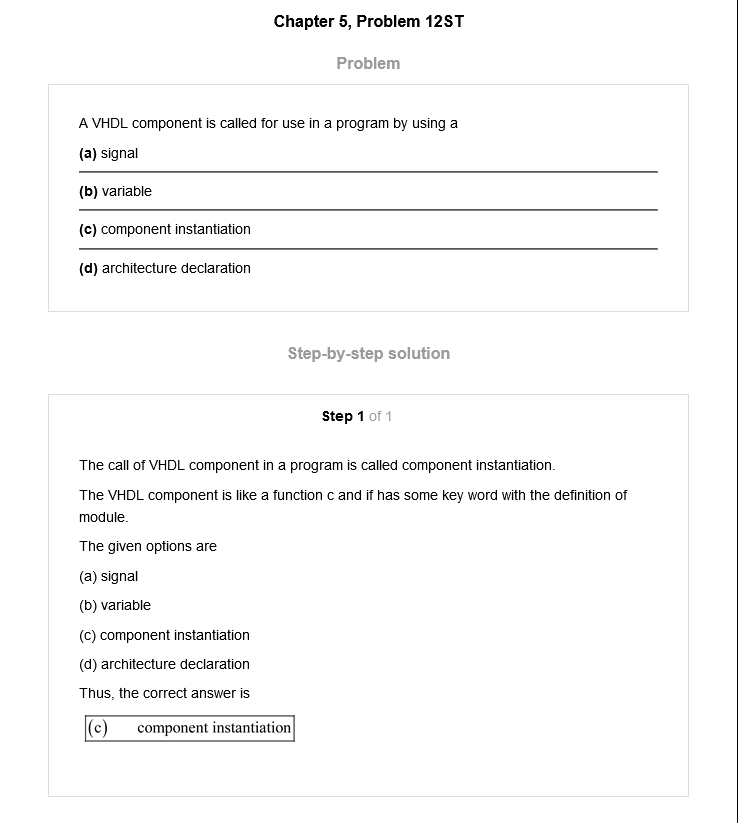 Chapter 5, Problem 12ST
Problem
A VHDL component is called for use in a program by using a
(a) signal
(b) variable
(c) component instantiation
(d) architecture declaration
Step-by-step solution
Step 1 of 1
The call of VHDL component in a program is called component instantiation.
The VHDL component is like a function c and if has some key word with the definition of
module.
The given options are
(a) signal
(b) variable
(c) component instantiation
(d) architecture declaration
Thus, the correct answer is
(c) component instantiation